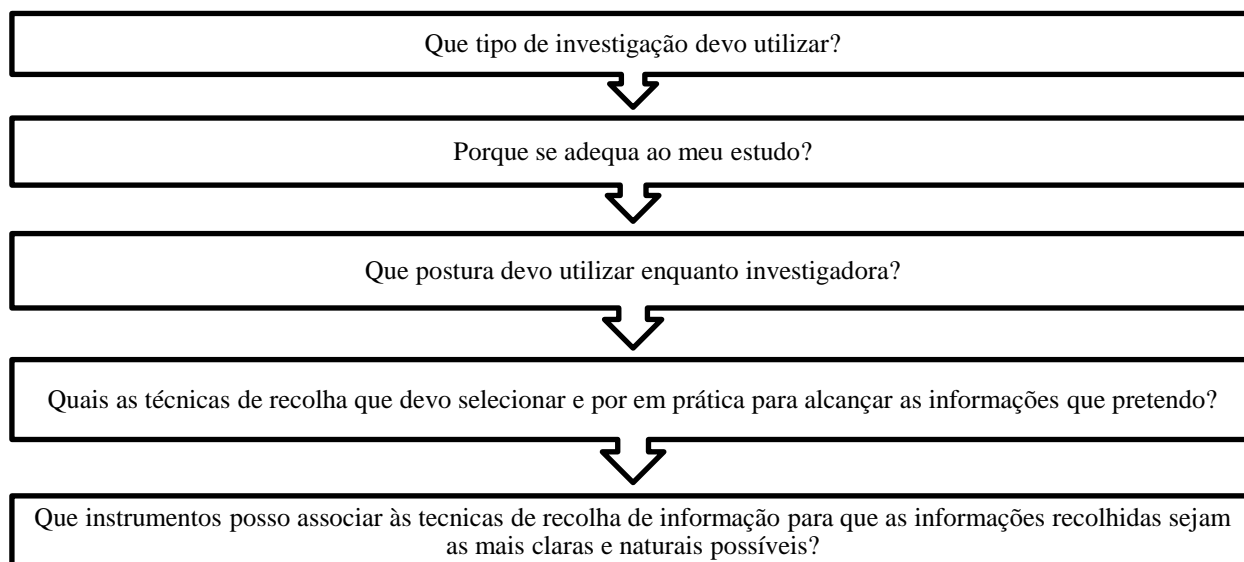 Que tipo de investigação devo utilizar?
Porque se adequa ao meu estudo?
Que postura devo utilizar enquanto investigadora?
Quais as técnicas de recolha que devo selecionar e por em prática para alcançar as informações que pretendo?
Que instrumentos posso associar às tecnicas de recolha de informação para que as informações recolhidas sejam
as mais claras e naturais possíveis?